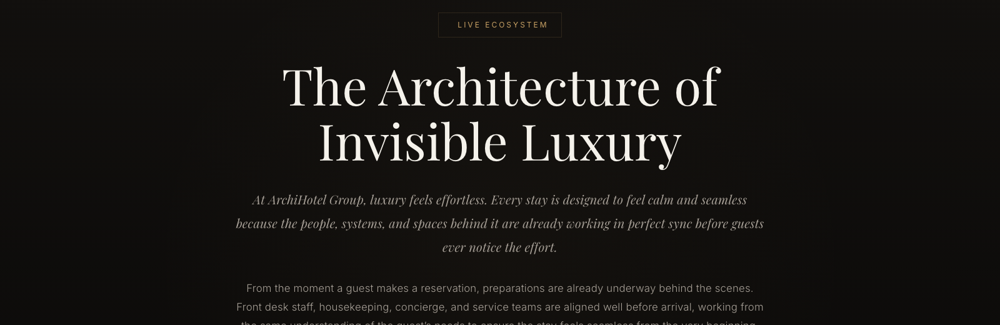 LIVE ECOSYSTEM
The Architecture of
Invisible Luxury
At ArchiHotel Group, luxury feels effortless. Every stay is designed to feel calm and seamless
because the people, systems, and spaces behind it are already working in perfect sync before guests
ever notice the effort.
From the moment a guest makes a reservation, preparations are already underway behind the scenes.
Front desk staff, housekeeping, concierge, and service teams are aligned well before arrival, working from
the same understanding of the guest's needs to ensure the stay feels seamless from the very beginning.